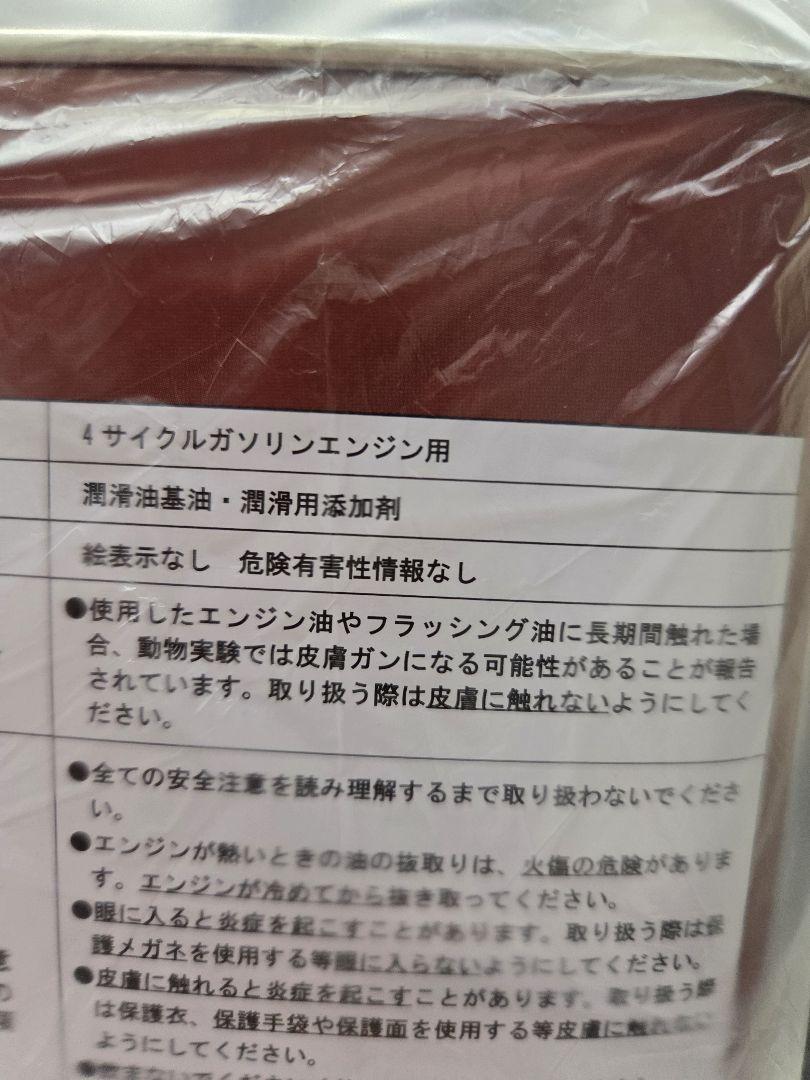 4サイクルガソリンエンジン用
潤滑油基油・潤滑用添加剤
絵表示なし 危険有害性情報なし
●使用したエンジン油やフラッシング油に長期間触れた場
合、動物実験では皮膚ガンになる可能性があることが報告
されています。取り扱う際は皮膚に触れないようにしてく
ださい。
●全ての安全注意を読み理解するまで取り扱わないでくださ
い。
●エンジンが熱いときの油の抜取りは、火傷の危険がありま
す。エンジンが冷めてから抜き取ってください。
●眼に入ると炎症を起こすことがあります。取り扱う際は保
護メガネを使用する等眼に入らないようにしてください。
●皮膚に触れると炎症を起こすことがあります。取り扱う際
は保護衣、保護手袋や保護面を使用する等皮膚に触れない
ようにしてください。